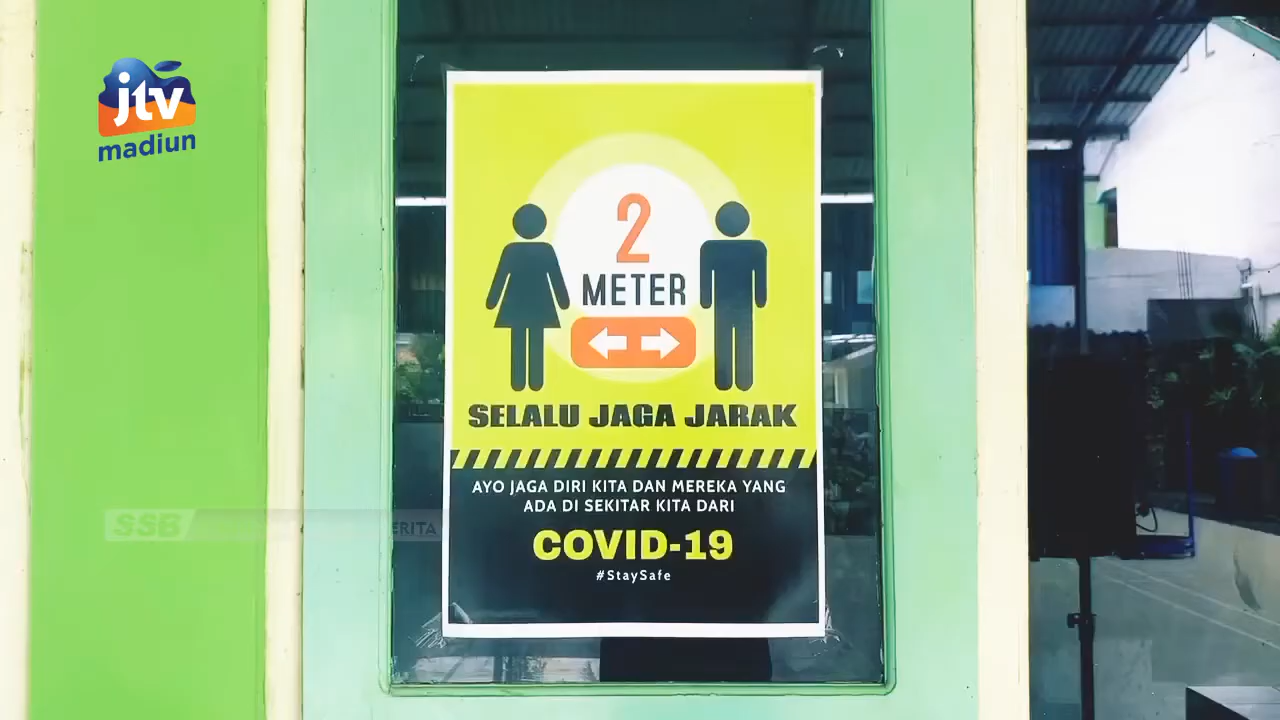 jtv
madiun
2
METER
SELALU JAGA JARAK
AYO JAGA DIRI KITA DAN MEREKA YANG
ADA DI SEKITAR KITA DARI
COVID-19
#StaySafe
SSB
ERITA